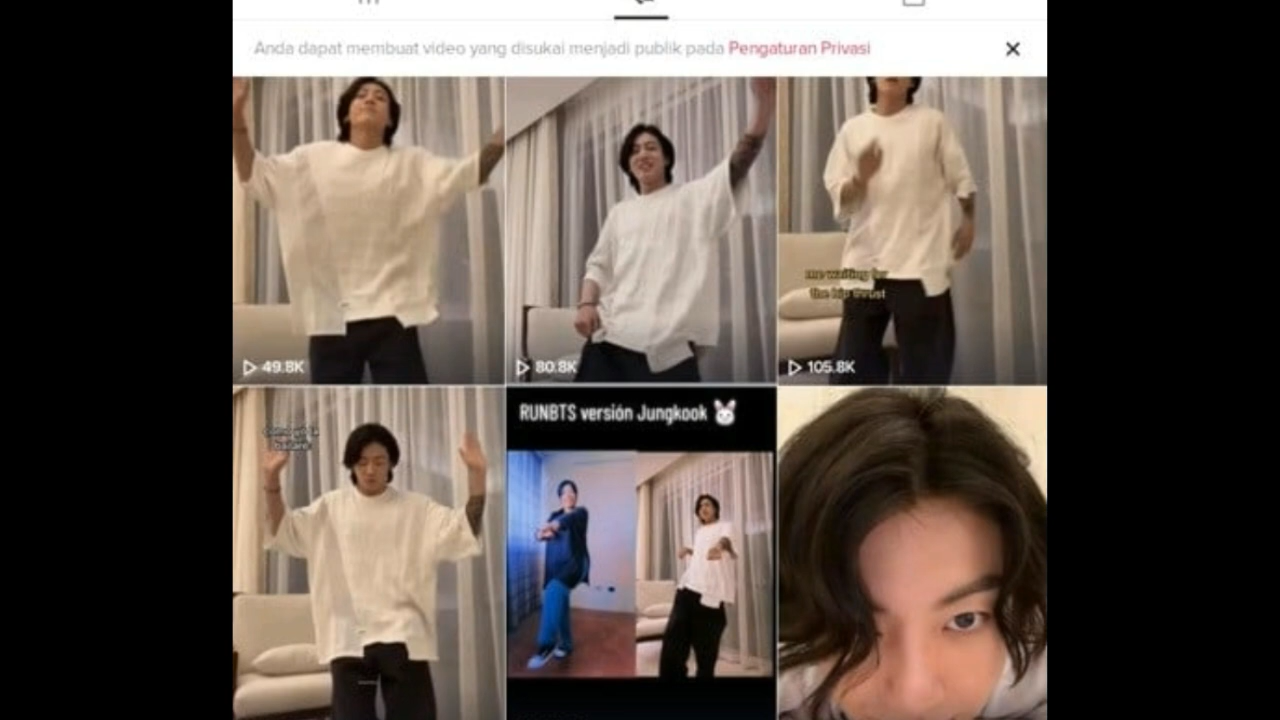 Anda dapat membuat video yang disukai menjadi publik pada Pengaturan Privasi
49.8K
80.8K
me waiting for
the hip thrust
105.8K
RUNBTS versión Jungkook